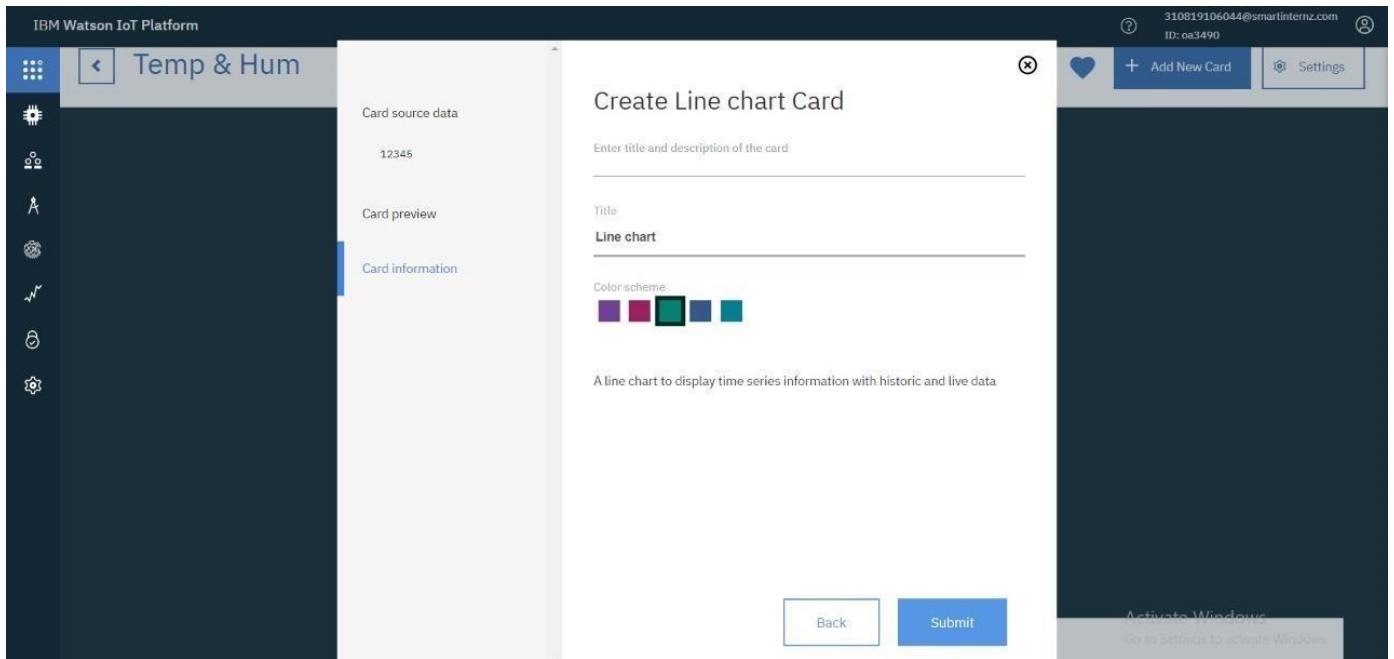 IBM Watson IoT Platform
310819106044@smartinternz.com
ID: oa3490
Temp & Hum
Add New Card
Settings
Card source data
12345
Card preview
Card information
Create Line chart Card
Enter title and description of the card
Title
Line chart
Color scheme
A line chart to display time series information with historic and live data
Back
Submit
Activate Windows
Go to Settings to activate Windows.